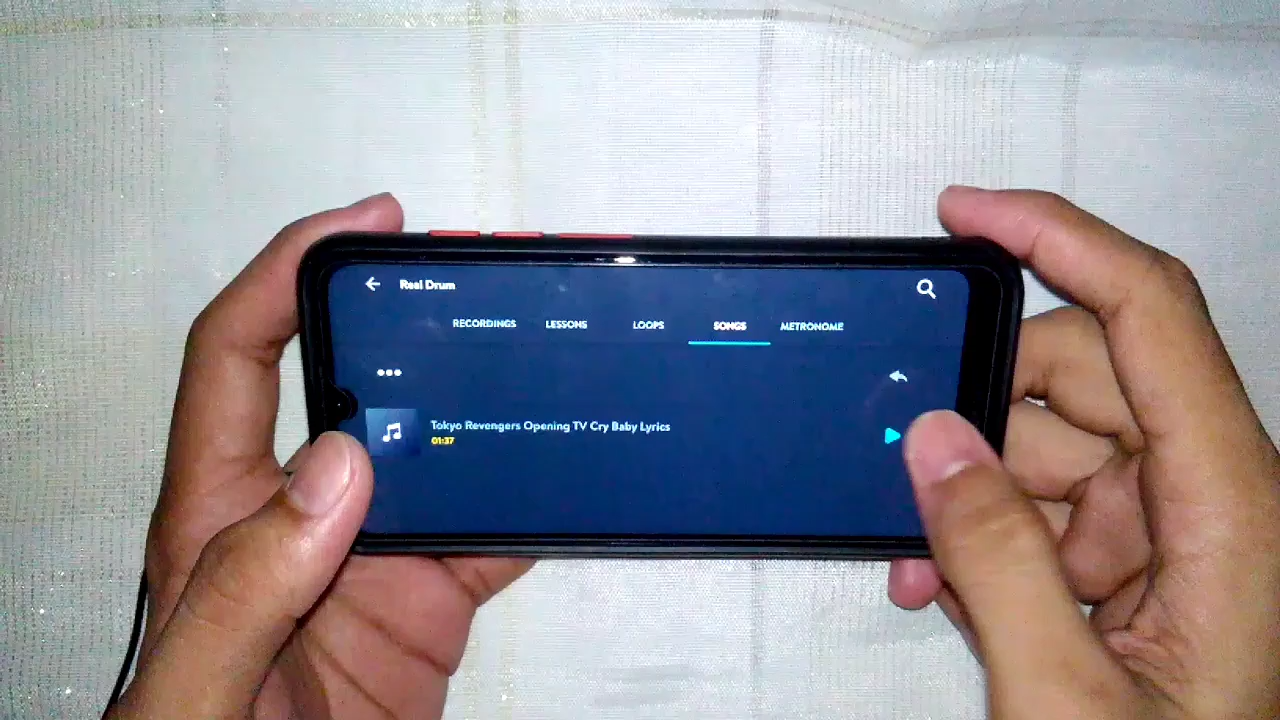 Real Drum
RECORDINGS LESSONS LOOPS SONGS METRONOME
Tokyo Revengers Opening TV Cry Baby Lyrics
01:37